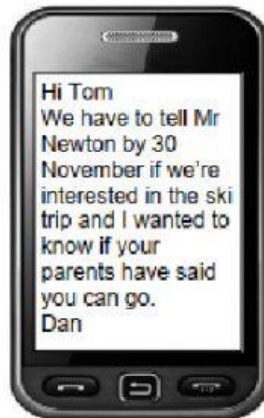 Hi Tom
We have to tell Mr
Newton by 30
November if we're
interested in the ski
trip and I wanted to
know if your
parents have said
you can go.
Dan